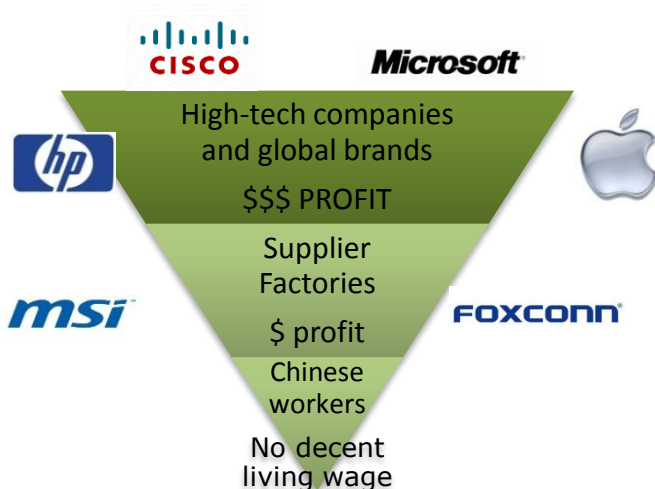 CISCO
Microsoft
High-tech companies
and global brands
$$$ PROFIT
hp
Supplier
Factories
$ profit
msi
FOXCONN
Chinese
workers
No decent
living wage